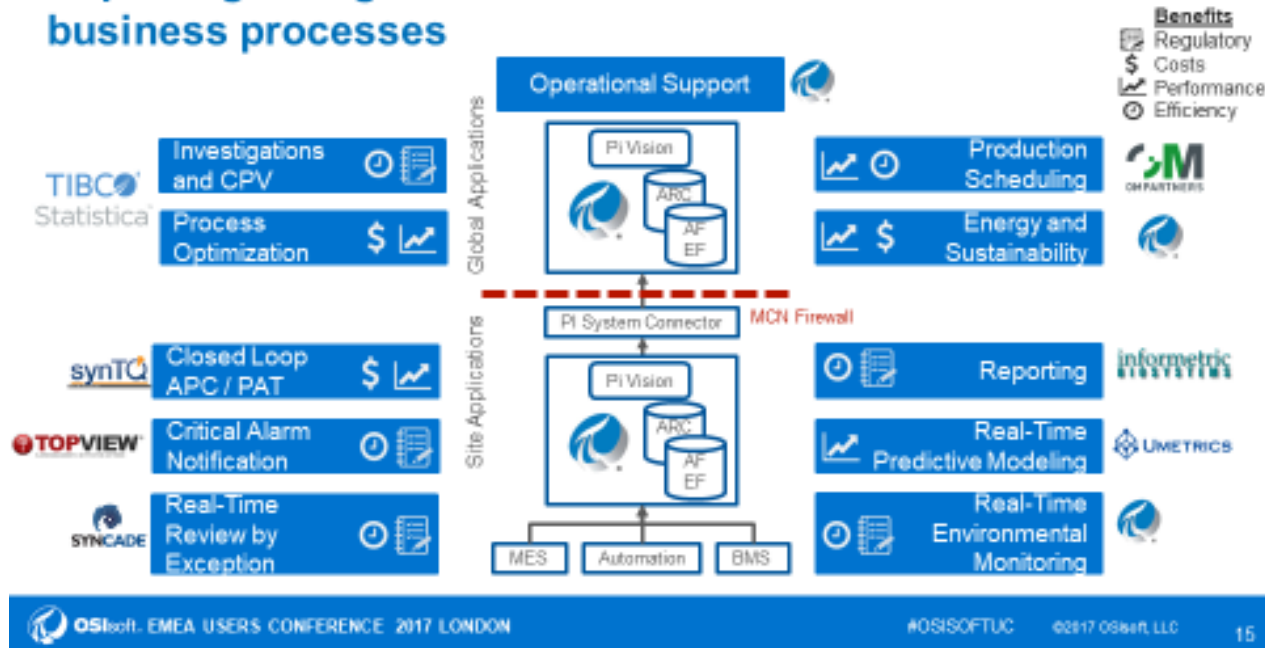 business processes
Benefits
Regulatory
$ Costs
Performance
Efficiency
Operational Support
Global Applications
Pi Vision
ARC
AF
EF
TIBCO
Statistica
Investigations
and CPV
Process
Optimization
$
Production
Scheduling
OM PARTNERS
$
Energy and
Sustainability
PI System Connector
MCN Firewall
Site Applications
Pi Vision
ARC
AF
EF
MES
Automation
BMS
synTQ
Closed Loop
APC / PAT
$
TOPVIEW
Critical Alarm
Notification
SYNCADE
Real-Time
Review by
Exception
Reporting
informetric
BIOSYSTEMS
Real-Time
Predictive Modeling
UMETRICS
Real-Time
Environmental
Monitoring
OSIsoft. EMEA USERS CONFERENCE 2017 LONDON
#OSISOFTUC
©2017 OSIsoft, LLC
15